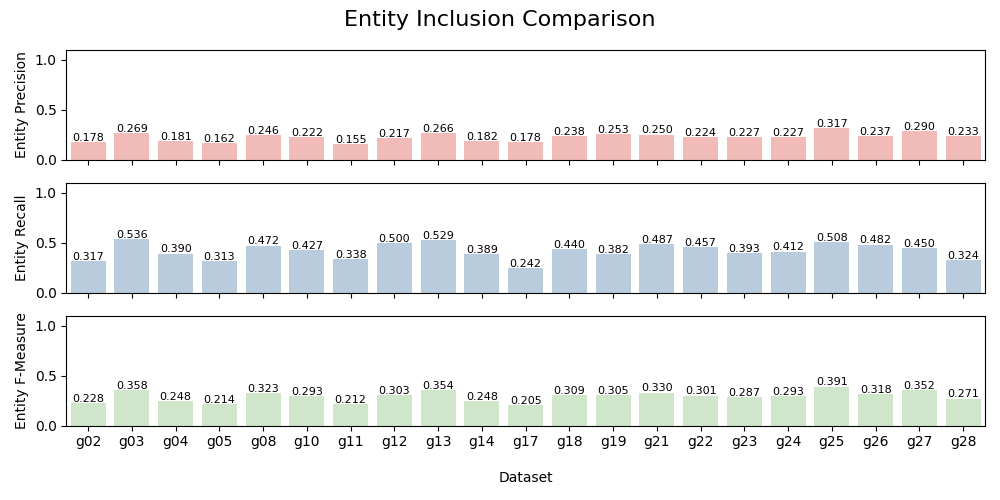 Entity Inclusion Comparison
Entity Precision
1.0
0.5
0.0
0.178 0.269 0.181 0.162 0.246 0.222 0.155 0.217 0.266 0.182 0.178 0.238 0.253 0.250 0.224 0.227 0.227 0.317 0.237 0.290 0.233
Entity Recall
1.0
0.5
0.0
0.317 0.536 0.390 0.313 0.472 0.427 0.338 0.500 0.529 0.389 0.242 0.440 0.382 0.487 0.457 0.393 0.412 0.508 0.482 0.450 0.324
Entity F-Measure
1.0
0.5
0.0
0.228 0.358 0.248 0.214 0.323 0.293 0.212 0.303 0.354 0.248 0.205 0.309 0.305 0.330 0.301 0.287 0.293 0.391 0.318 0.352 0.271
g02 g03 g04 g05 g08 g10 g11 g12 g13 g14 g17 g18 g19 g21 g22 g23 g24 g25 g26 g27 g28
Dataset